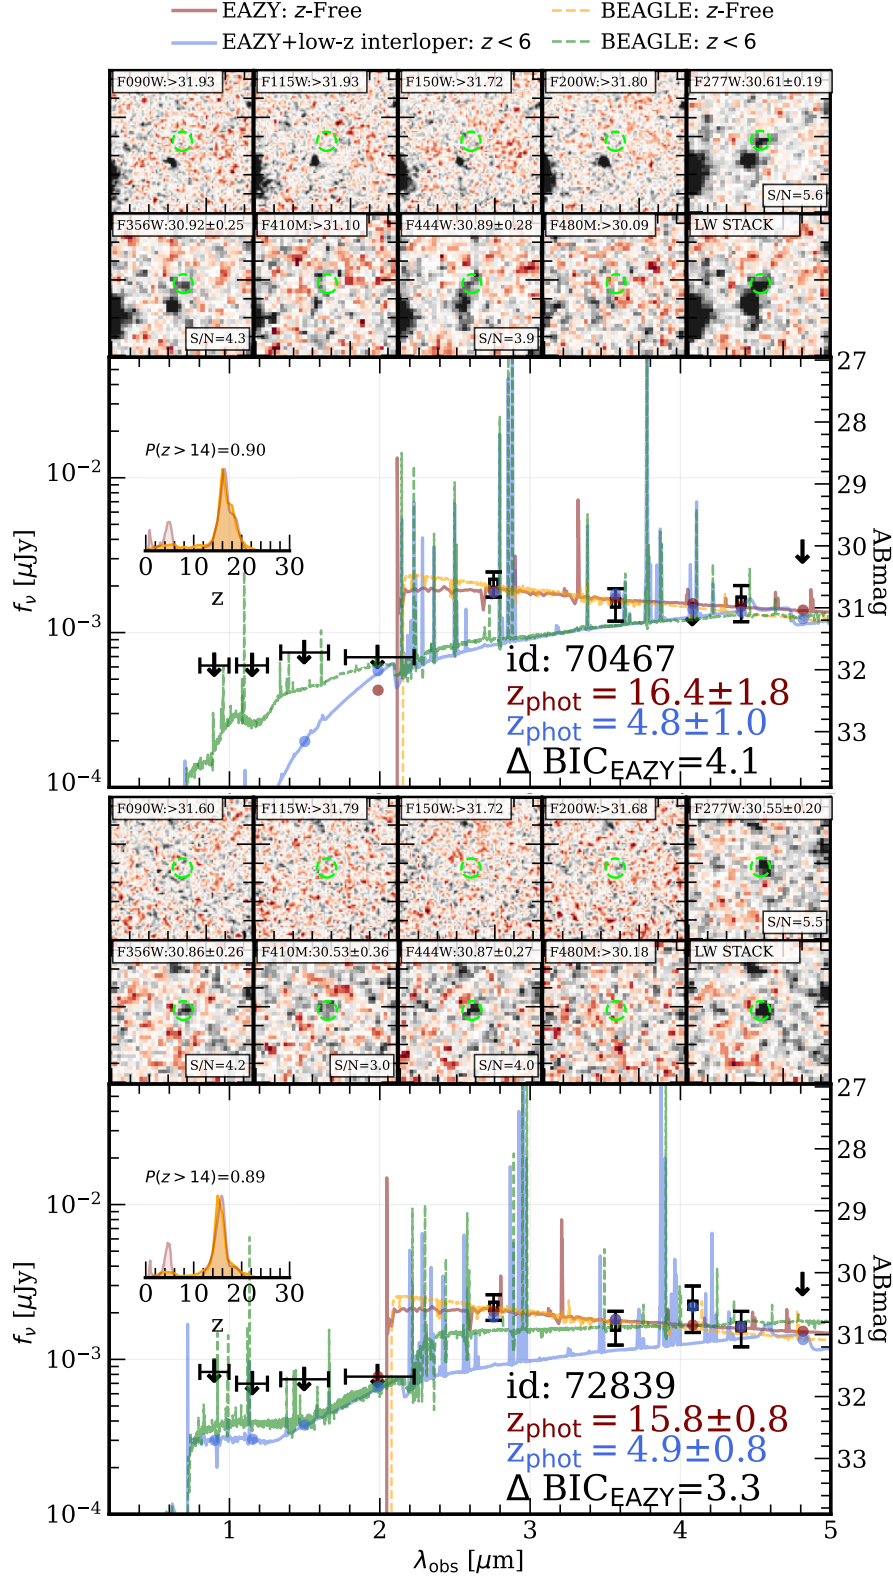 EAZY: z-Free
BEAGLE: z-Free
EAZY+low-z interloper: z < 6
BEAGLE: z < 6
F090W:>31.93
F115W:>31.93
F150W:>31.72
F200W:>31.80
F277W:30.61±0.19
S/N=5.6
F356W:30.92±0.25
F410M:>31.10
F444W:30.89±0.28
F480M:>30.09
LW STACK
S/N=4.3
S/N=3.9
P(z > 14)=0.90
0 10 20 30
z
10⁻²
10⁻³
10⁻⁴
f_ν [μJy]
27
28
29
30
31
32
33
ABmag
id: 70467
z_phot = 16.4±1.8
z_phot = 4.8±1.0
Δ BIC_EAZY=4.1
F090W:>31.60
F115W:>31.79
F150W:>31.72
F200W:>31.68
F277W:30.55±0.20
S/N=5.5
F356W:30.86±0.26
F410M:30.53±0.36
F444W:30.87±0.27
F480M:>30.18
LW STACK
S/N=4.2
S/N=3.0
S/N=4.0
P(z > 14)=0.89
0 10 20 30
z
10⁻²
10⁻³
10⁻⁴
f_ν [μJy]
27
28
29
30
31
32
33
ABmag
id: 72839
z_phot = 15.8±0.8
z_phot = 4.9±0.8
Δ BIC_EAZY=3.3
1 2 3 4 5
λ_obs [μm]